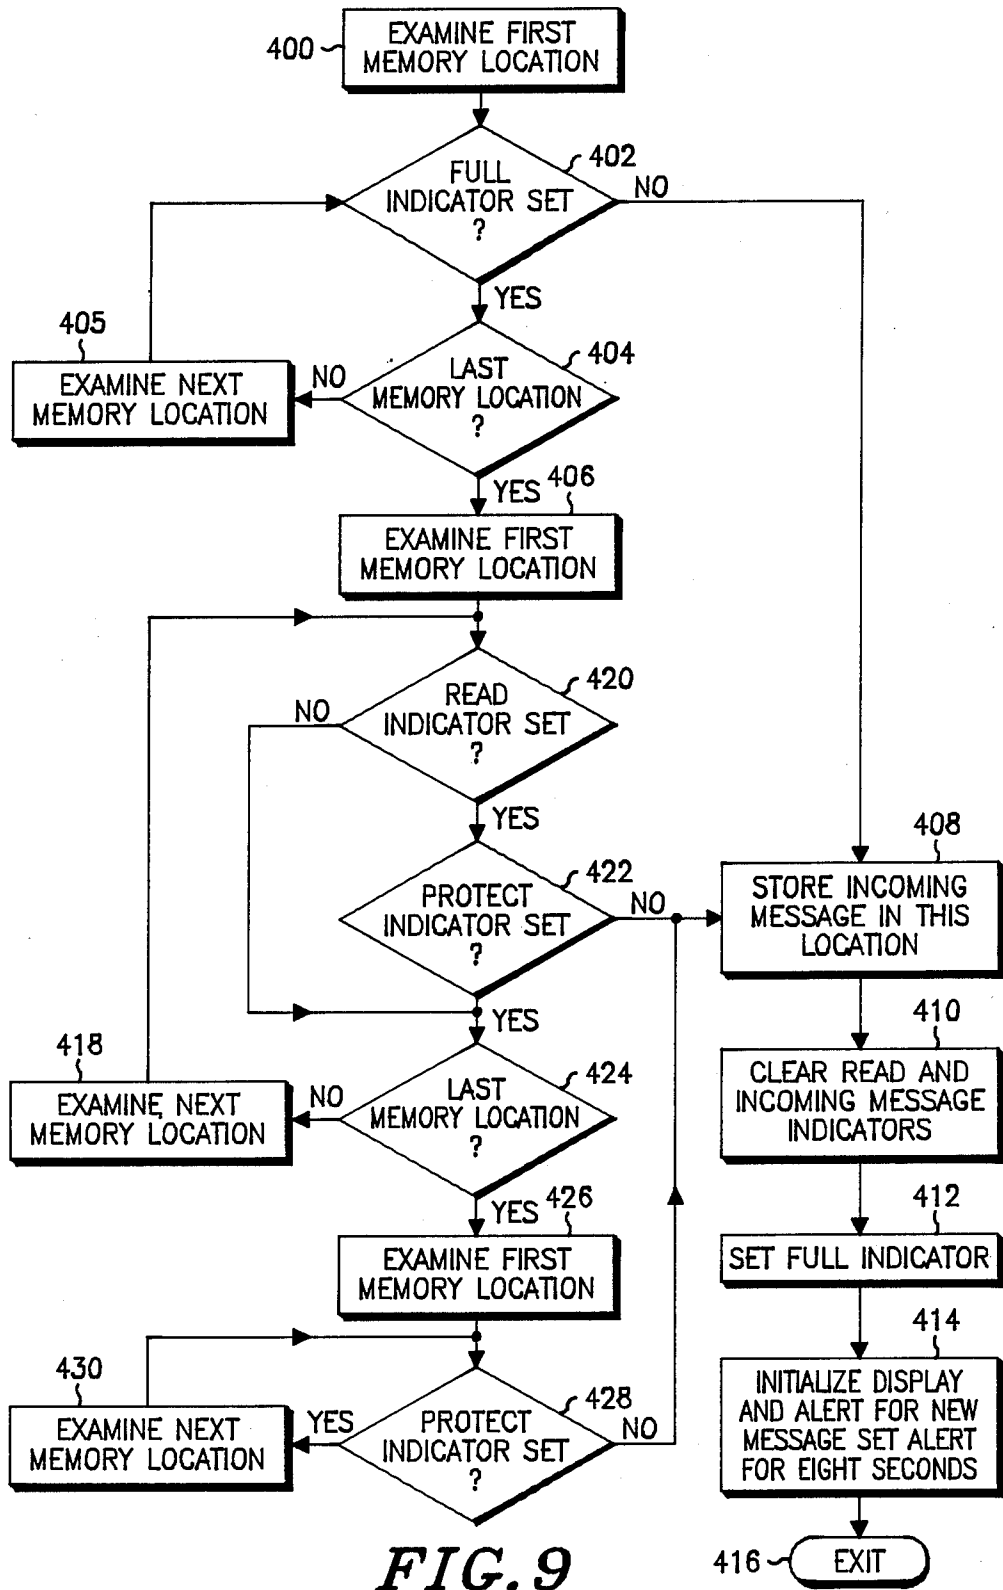 400
EXAMINE FIRST
MEMORY LOCATION
402
FULL
INDICATOR SET
?
NO
YES
405
EXAMINE NEXT
MEMORY LOCATION
NO
404
LAST
MEMORY LOCATION
?
YES
406
EXAMINE FIRST
MEMORY LOCATION
420
READ
INDICATOR SET
?
NO
YES
422
PROTECT
INDICATOR SET
?
NO
YES
408
STORE INCOMING
MESSAGE IN THIS
LOCATION
410
CLEAR READ AND
INCOMING MESSAGE
INDICATORS
418
EXAMINE NEXT
MEMORY LOCATION
NO
424
LAST
MEMORY LOCATION
?
YES
426
EXAMINE FIRST
MEMORY LOCATION
412
SET FULL INDICATOR
430
EXAMINE NEXT
MEMORY LOCATION
YES
428
PROTECT
INDICATOR SET
?
NO
414
INITIALIZE DISPLAY
AND ALERT FOR NEW
MESSAGE SET ALERT
FOR EIGHT SECONDS
416
EXIT
FIG. 9